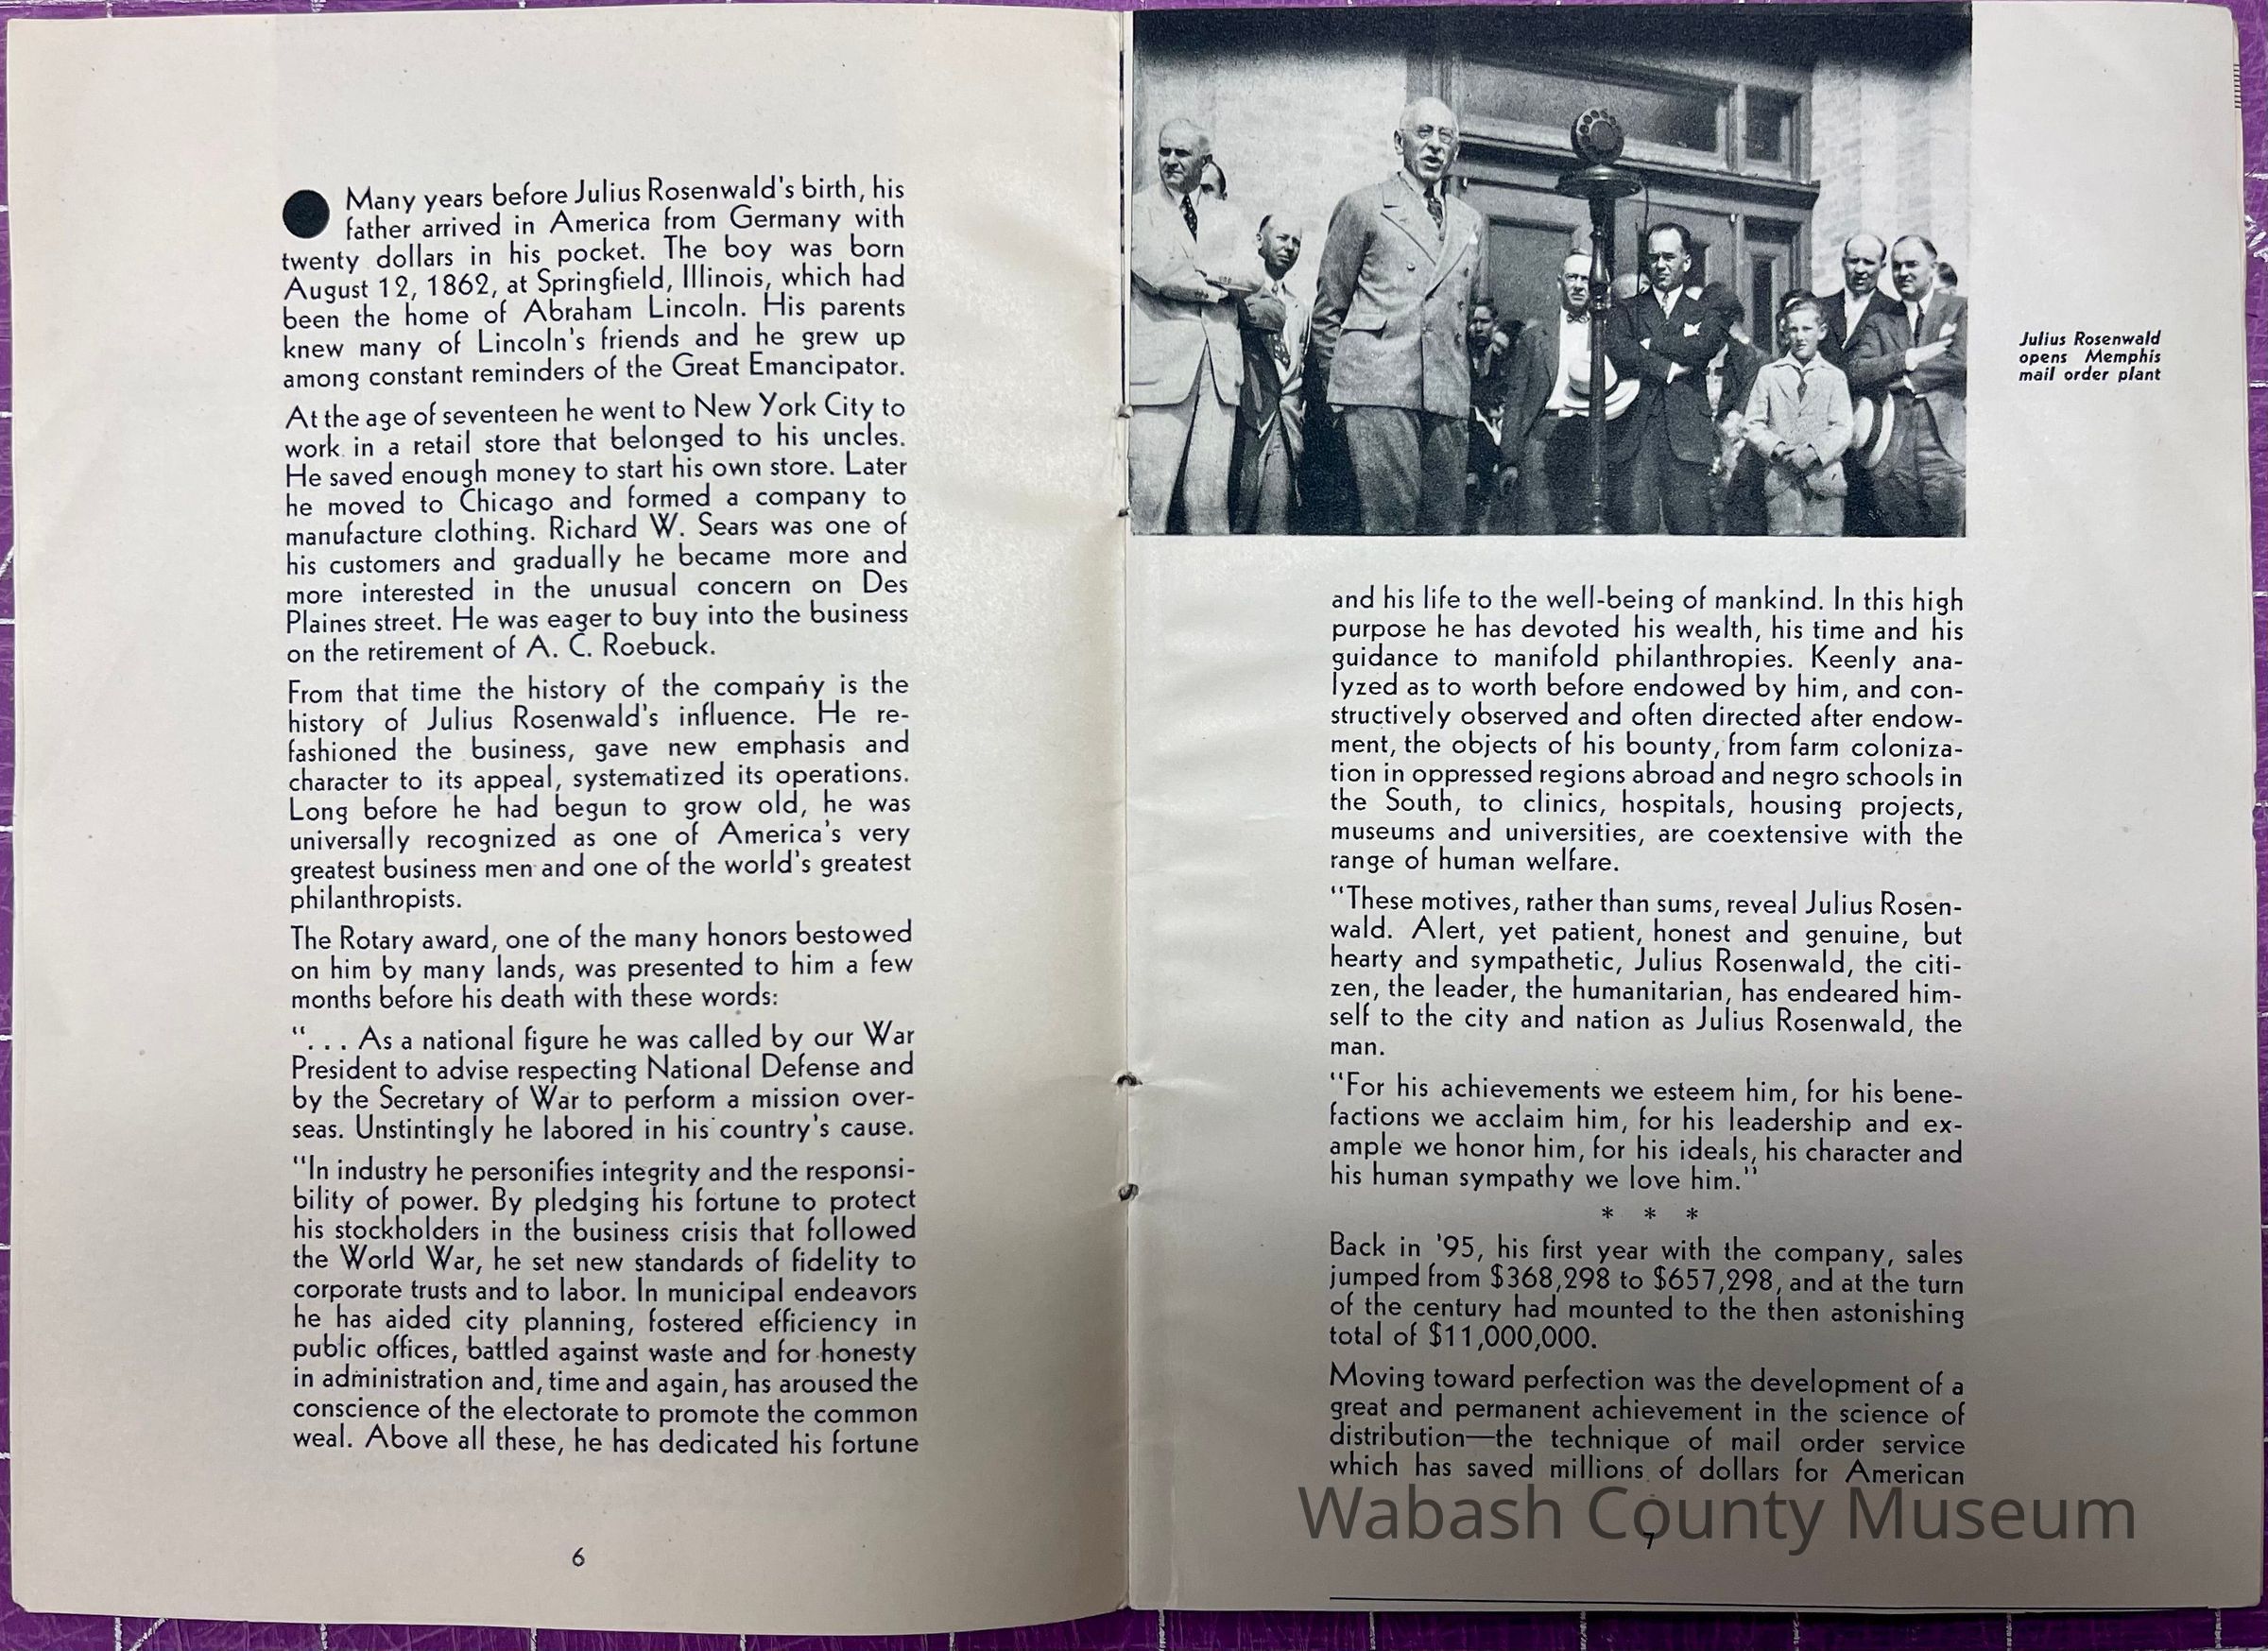 Many years before Julius Rosenwald's birth, his
father arrived in America from Germany with
twenty dollars in his pocket. The boy was born
August 12, 1862, at Springfield, Illinois, which had
been the home of Abraham Lincoln. His parents
knew many of Lincoln's friends and he grew up
among constant reminders of the Great Emancipator.
At the age of seventeen he went to New York City to
work in a retail store that belonged to his uncles.
He saved enough money to start his own store. Later
he moved to Chicago and formed a company to
manufacture clothing. Richard W. Sears was one of
his customers and gradually he became more and
more interested in the unusual concern on Des
Plaines street. He was eager to buy into the business
on the retirement of A. C. Roebuck.
From that time the history of the company is the
history of Julius Rosenwald's influence. He re-
fashioned the business, gave new emphasis and
character to its appeal, systematized its operations.
Long before he had begun to grow old, he was
universally recognized as one of America's very
greatest business men and one of the world's greatest
philanthropists.
The Rotary award, one of the many honors bestowed
on him by many lands, was presented to him a few
months before his death with these words:
". . . As a national figure he was called by our War
President to advise respecting National Defense and
by the Secretary of War to perform a mission over-
seas. Unstintingly he labored in his country's cause.
"In industry he personifies integrity and the responsi-
bility of power. By pledging his fortune to protect
his stockholders in the business crisis that followed
the World War, he set new standards of fidelity to
corporate trusts and to labor. In municipal endeavors
he has aided city planning, fostered efficiency in
public offices, battled against waste and for honesty
in administration and, time and again, has aroused the
conscience of the electorate to promote the common
weal. Above all these, he has dedicated his fortune
6
Julius Rosenwald
opens Memphis
mail order plant
and his life to the well-being of mankind. In this high
purpose he has devoted his wealth, his time and his
guidance to manifold philanthropies. Keenly ana-
lyzed as to worth before endowed by him, and con-
structively observed and often directed after endow-
ment, the objects of his bounty, from farm coloniza-
tion in oppressed regions abroad and negro schools in
the South, to clinics, hospitals, housing projects,
museums and universities, are coextensive with the
range of human welfare.
"These motives, rather than sums, reveal Julius Rosen-
wald. Alert, yet patient, honest and genuine, but
hearty and sympathetic, Julius Rosenwald, the citi-
zen, the leader, the humanitarian, has endeared him-
self to the city and nation as Julius Rosenwald, the
man.
"For his achievements we esteem him, for his bene-
factions we acclaim him, for his leadership and ex-
ample we honor him, for his ideals, his character and
his human sympathy we love him."
* * *
Back in '95, his first year with the company, sales
jumped from $368,298 to $657,298, and at the turn
of the century had mounted to the then astonishing
total of $11,000,000.
Moving toward perfection was the development of a
great and permanent achievement in the science of
distribution—the technique of mail order service
which has saved millions of dollars for American
Wabash County Museum
7